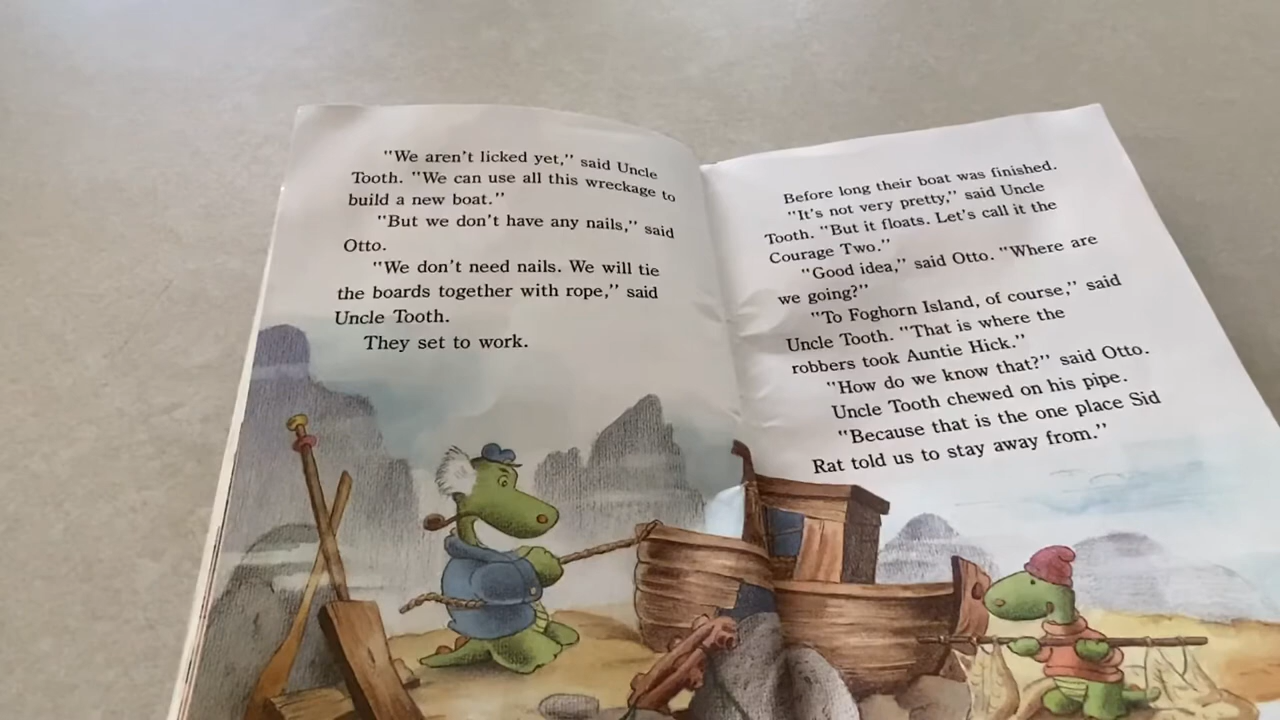 "We aren't licked yet," said Uncle
Tooth. "We can use all this wreckage to
build a new boat."
"But we don't have any nails," said
Otto.
"We don't need nails. We will tie
the boards together with rope," said
Uncle Tooth.
They set to work.
Before long their boat was finished.
"It's not very pretty," said Uncle
Tooth. "But it floats. Let's call it the
Courage Two."
"Good idea," said Otto. "Where are
we going?"
"To Foghorn Island, of course," said
Uncle Tooth. "That is where the
robbers took Auntie Hick."
"How do we know that?" said Otto.
Uncle Tooth chewed on his pipe.
"Because that is the one place Sid
Rat told us to stay away from."